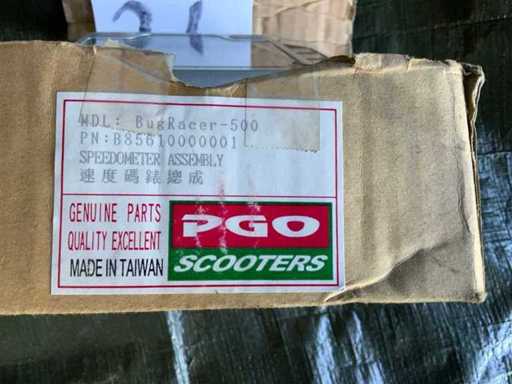 21
MDL: BugRacer-500
PN:B85610000001
SPEEDOMETER ASSEMBLY
速度碼錶總成
GENUINE PARTS
QUALITY EXCELLENT
MADE IN TAIWAN
PGO
SCOOTERS